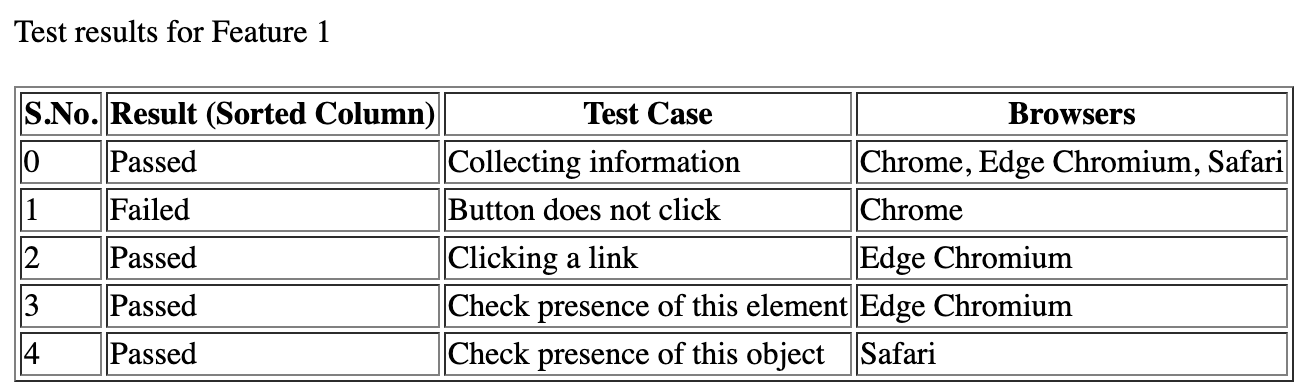 Test results for Feature 1
S.No. Result (Sorted Column) Test Case Browsers
0 Passed Collecting information Chrome, Edge Chromium, Safari
1 Failed Button does not click Chrome
2 Passed Clicking a link Edge Chromium
3 Passed Check presence of this element Edge Chromium
4 Passed Check presence of this object Safari